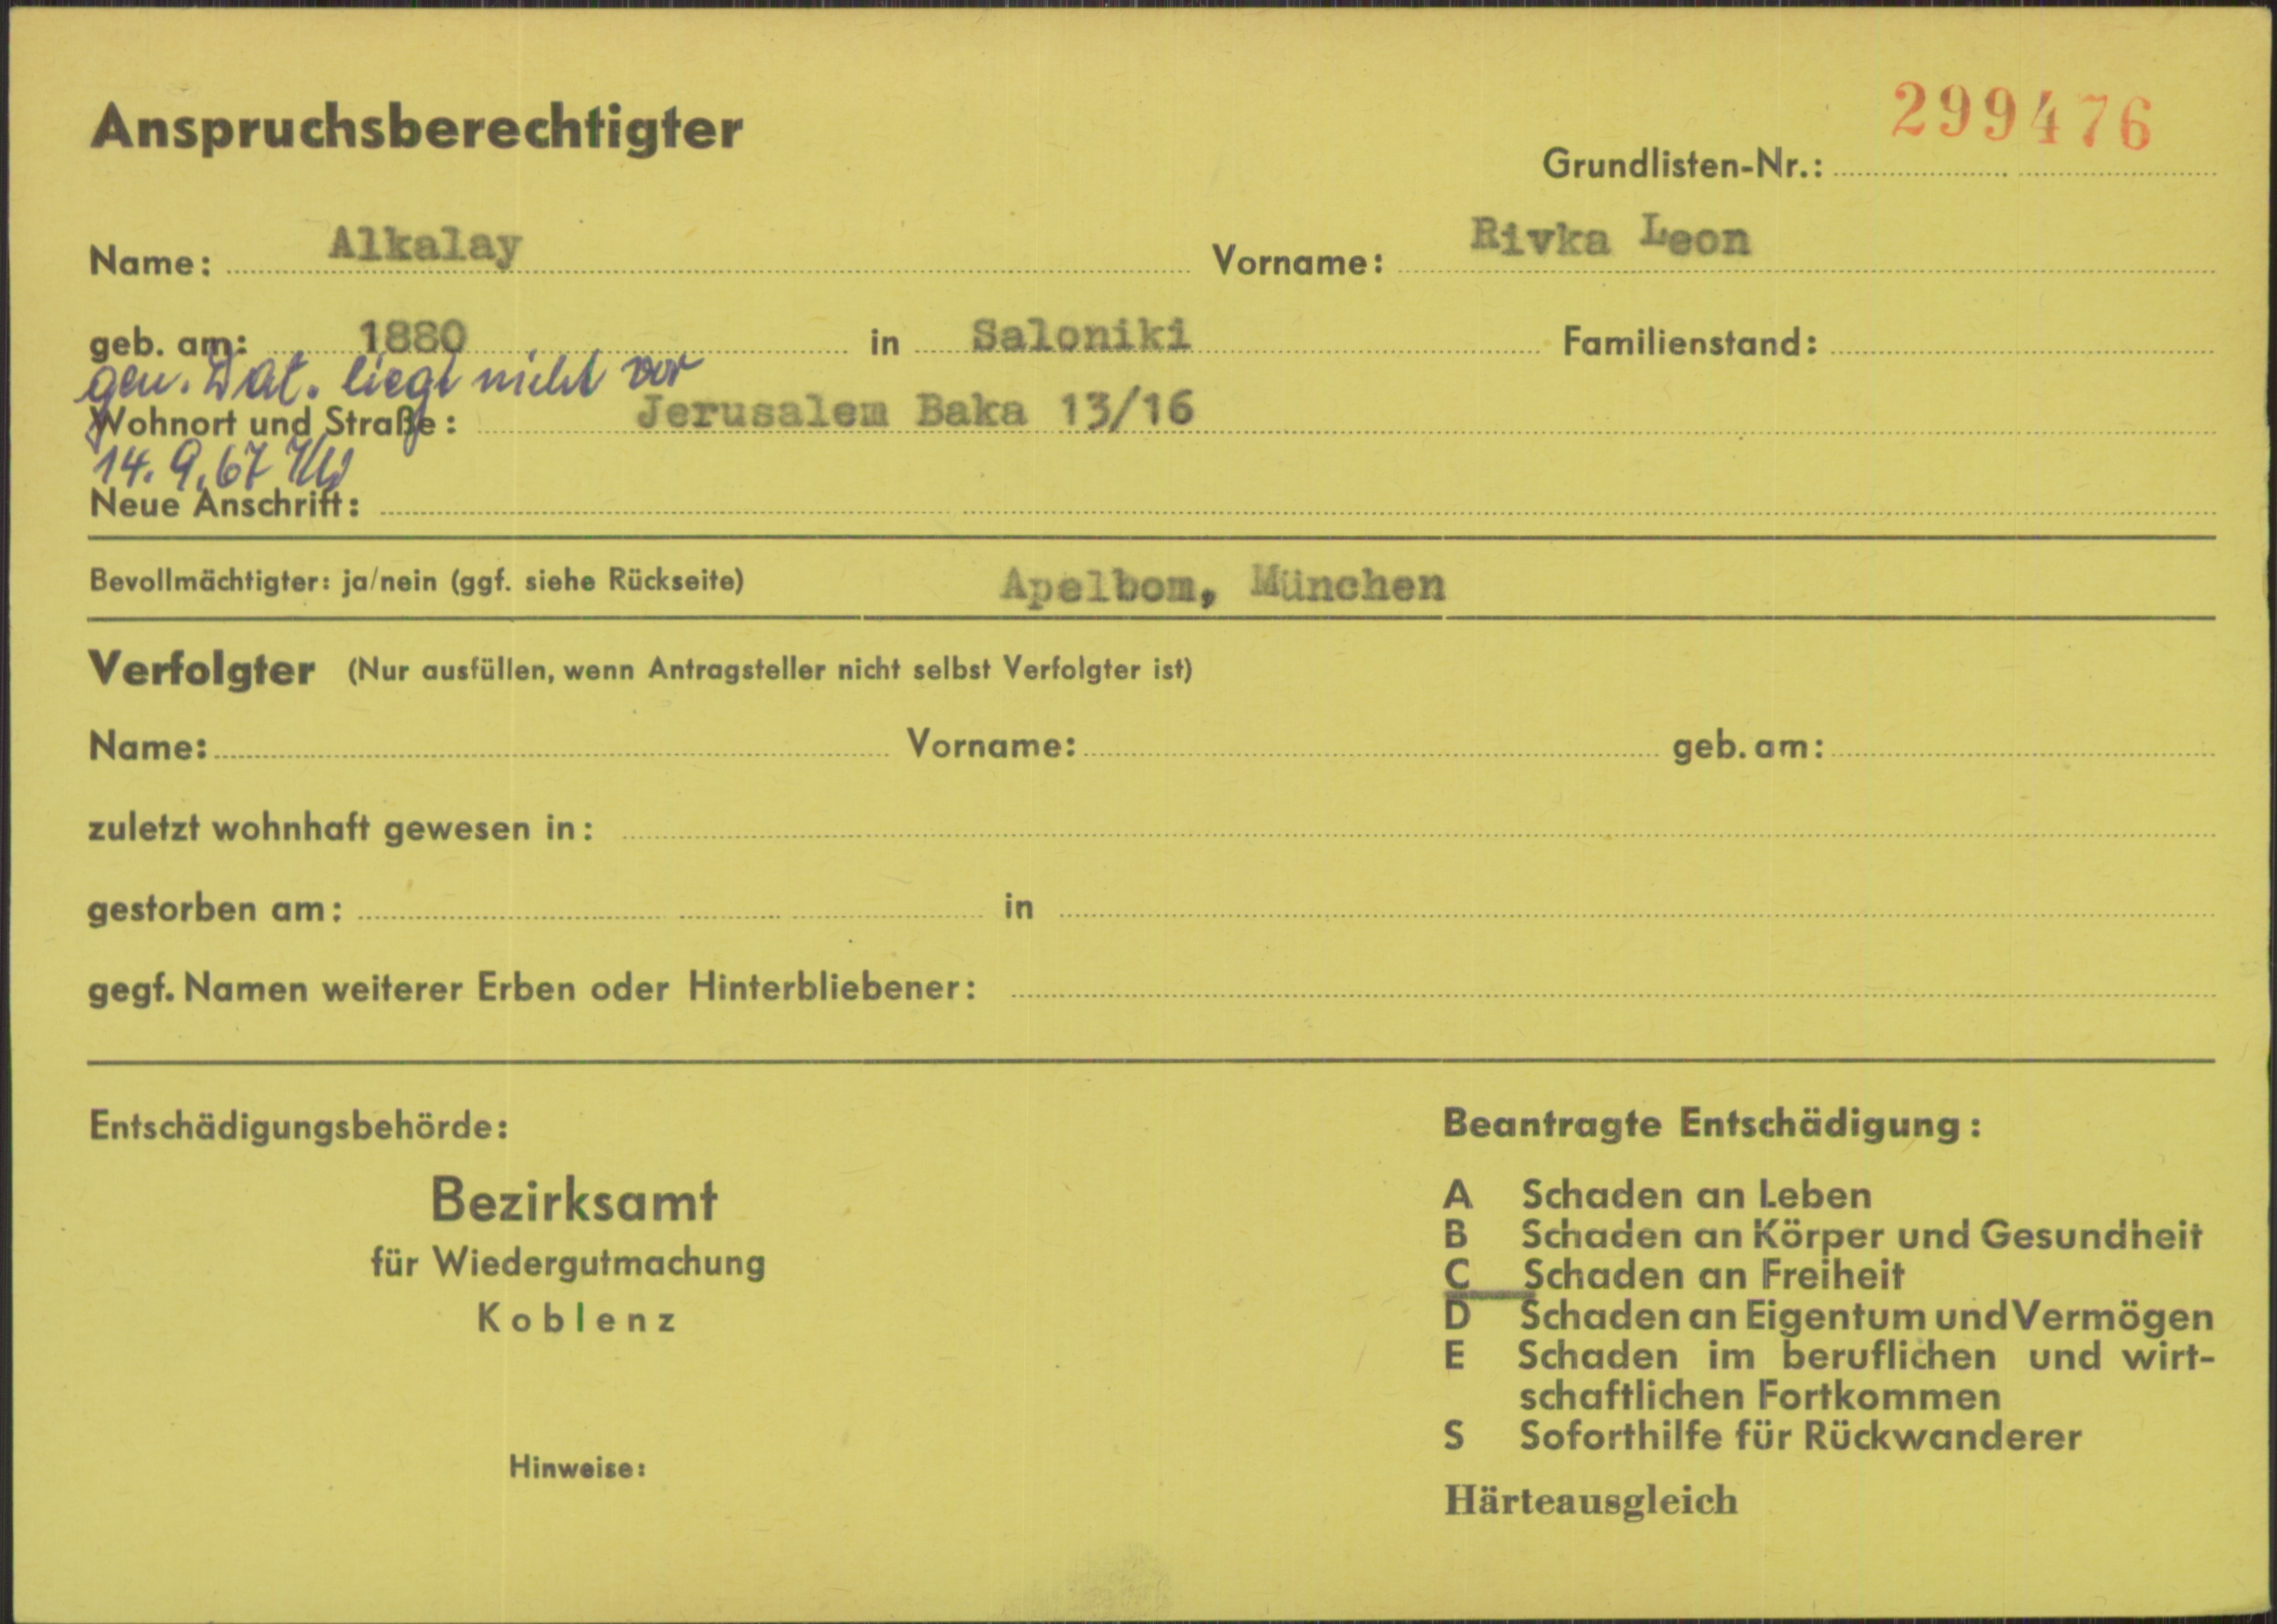 Anspruchsberechtigter
299476
Grundlisten-Nr.:
Name: Alkalay Vorname: Rivka Leon
geb. am: 1880 in Saloniki Familienstand:
gen. Dat. liegt nicht vor
Wohnort und Straße: Jerusalem Baka 13/16
14.9.67
Neue Anschrift:
Bevollmächtigter: ja/nein (ggf. siehe Rückseite) Apelbom, München
Verfolgter (Nur ausfüllen, wenn Antragsteller nicht selbst Verfolgter ist)
Name: Vorname: geb. am:
zuletzt wohnhaft gewesen in:
gestorben am: in
gegf. Namen weiterer Erben oder Hinterbliebener:
Entschädigungsbehörde:
Bezirksamt
für Wiedergutmachung
Koblenz
Hinweise:
Beantragte Entschädigung:
A Schaden an Leben
B Schaden an Körper und Gesundheit
C Schaden an Freiheit
D Schaden an Eigentum und Vermögen
E Schaden im beruflichen und wirt-
schaftlichen Fortkommen
S Soforthilfe für Rückwanderer
Härteausgleich